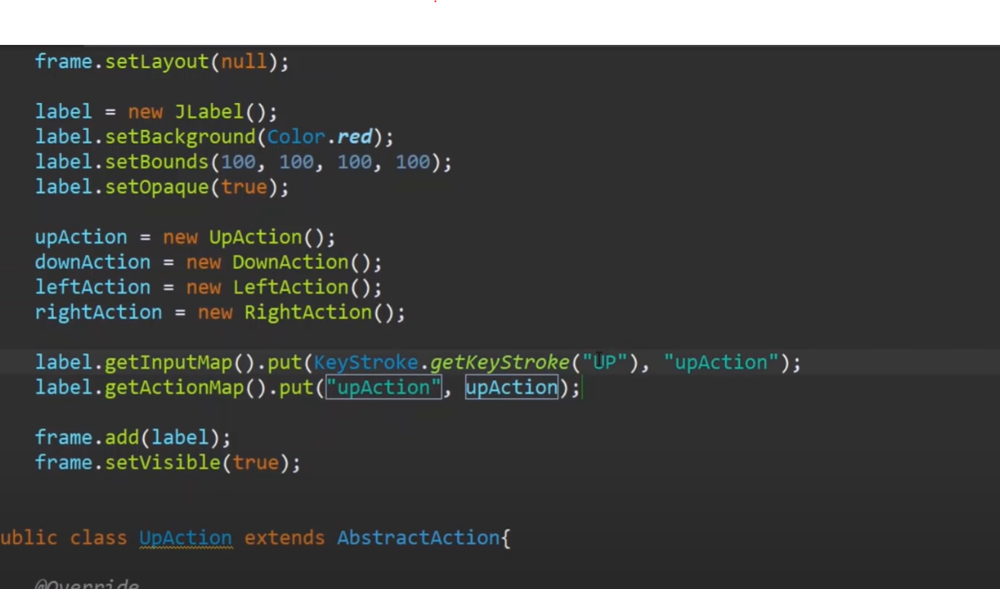 frame.setLayout(null);
label = new JLabel();
label.setBackground(Color.red);
label.setBounds(100, 100, 100, 100);
label.setOpaque(true);
upAction = new UpAction();
downAction = new DownAction();
leftAction = new LeftAction();
rightAction = new RightAction();
label.getInputMap().put(KeyStroke.getKeyStroke("UP"), "upAction");
label.getActionMap().put("upAction", upAction);
frame.add(label);
frame.setVisible(true);
ublic class UpAction extends AbstractAction{
@Override